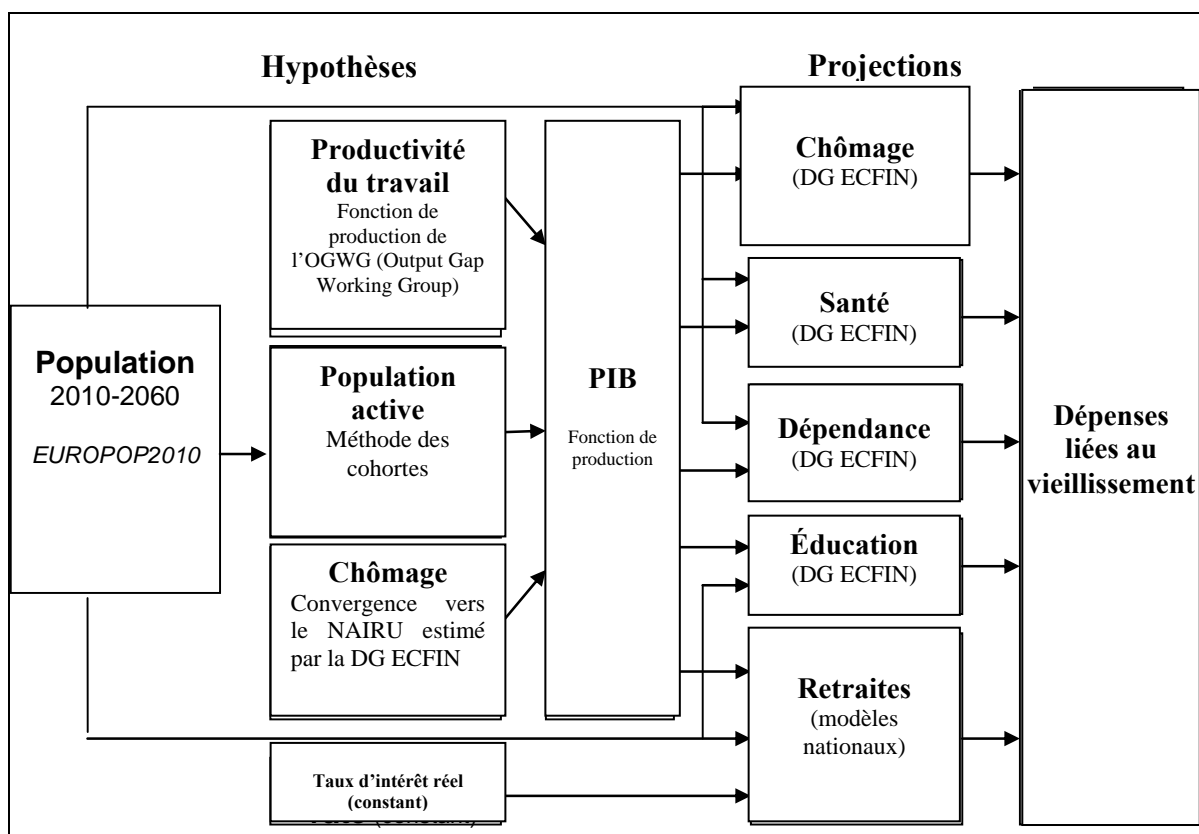 Hypothèses
Projections
Population
2010-2060
EUROPOP2010
Productivité
du travail
Fonction de
production de
l’OGWG (Output Gap
Working Group)
Population
active
Méthode des
cohortes
Chômage
Convergence vers
le NAIRU estimé
par la DG ECFIN
Taux d’intérêt réel
(constant)
PIB
Fonction de
production
Chômage
(DG ECFIN)
Santé
(DG ECFIN)
Dépendance
(DG ECFIN)
Éducation
(DG ECFIN)
Retraites
(modèles
nationaux)
Dépenses
liées au
vieillissement